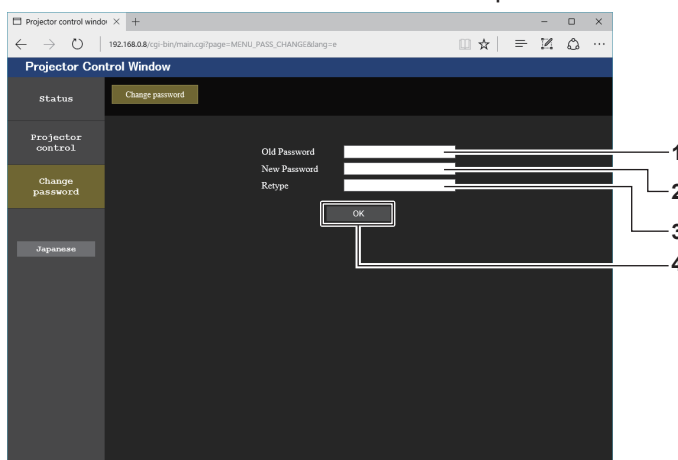 Projector control windov
192.168.0.8/cgi-bin/main.cgi?page=MENU_PASS_CHANGE&lang=e
Projector Control Window
Status
Change password
Projector
control
Change
password
Japanese
Old Password
New Password
Retype
OK
1
2
3
4